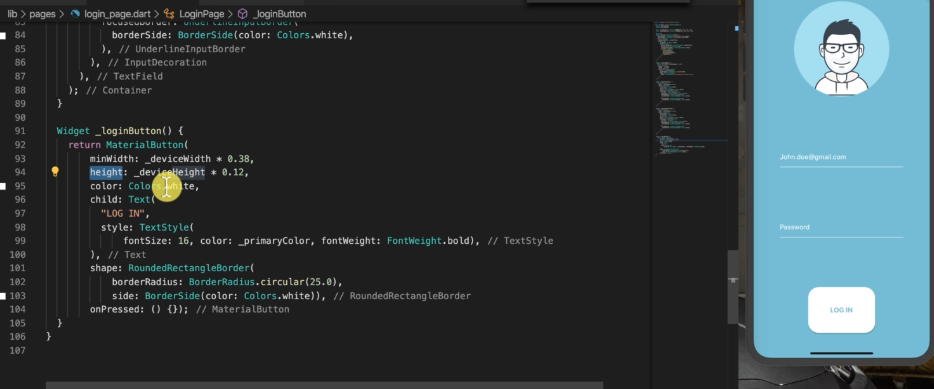 lib > pages > login_page.dart > LoginPage > _loginButton
84 borderSide: BorderSide(color: Colors.white),
85 ), // UnderlineInputBorder
86 ), // InputDecoration
87 ), // TextField
88 ); // Container
89 }
90
91 Widget _loginButton() {
92 return MaterialButton(
93 minWidth: _deviceWidth * 0.38,
94 height: _deviceHeight * 0.12,
95 color: Colors.white,
96 child: Text(
97 "LOG IN",
98 style: TextStyle(
99 fontSize: 16, color: _primaryColor, fontWeight: FontWeight.bold), // TextStyle
100 ), // Text
101 shape: RoundedRectangleBorder(
102 borderRadius: BorderRadius.circular(25.0),
103 side: BorderSide(color: Colors.white)), // RoundedRectangleBorder
104 onPressed: () {}); // MaterialButton
105 }
106 }
107
John.doe@gmail.com
Password
LOG IN